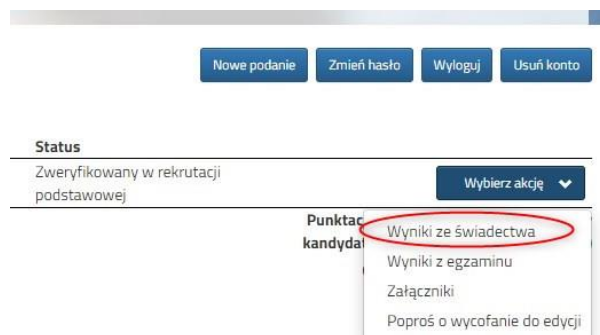 Nowe podanie Zmień hasło Wyloguj Usuń konto
Status
Zweryfikowany w rekrutacji
podstawowej
Wybierz akcję
Wyniki ze świadectwa
Wyniki z egzaminu
Załączniki
Poproś o wycofanie do edycji